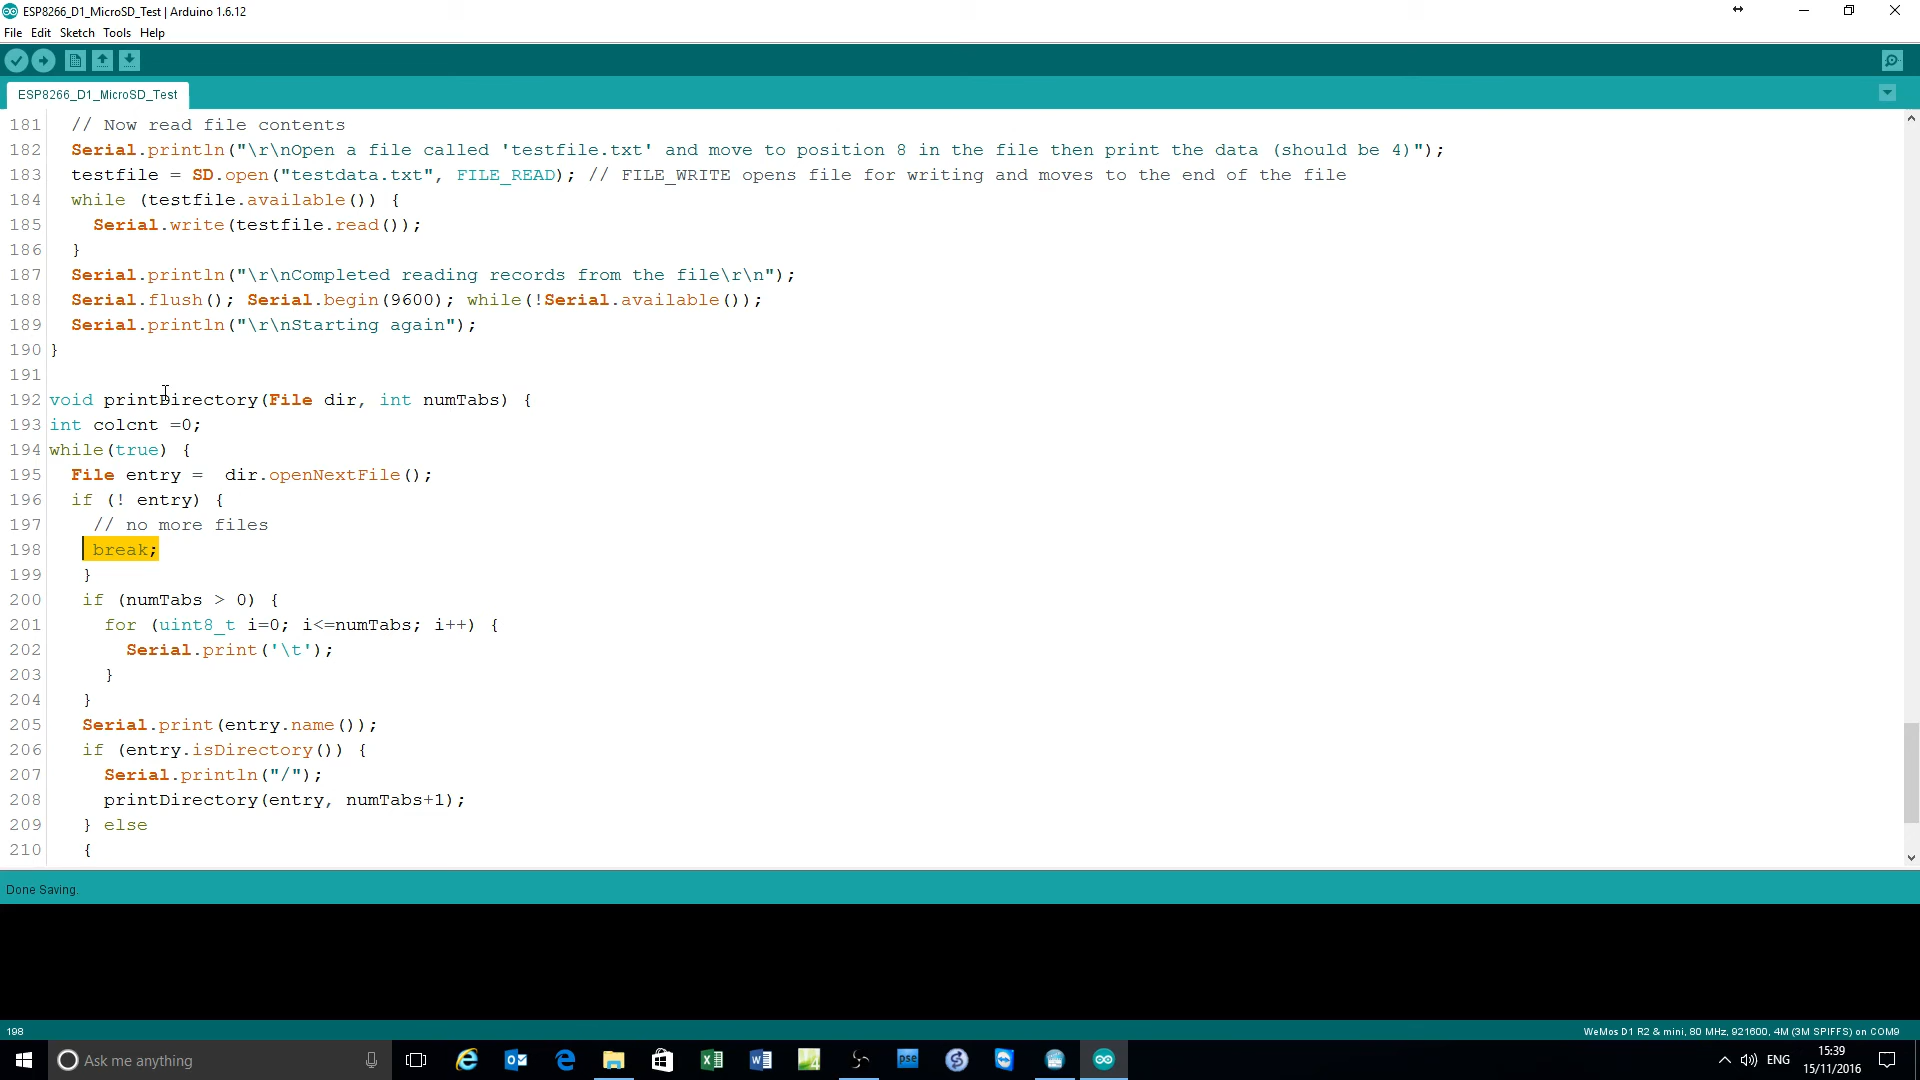 ESP8266_D1_MicroSD_Test | Arduino 1.6.12
File Edit Sketch Tools Help
ESP8266_D1_MicroSD_Test
181 // Now read file contents
182 Serial.println("\r\nOpen a file called 'testfile.txt' and move to position 8 in the file then print the data (should be 4)");
183 testfile = SD.open("testdata.txt", FILE_READ); // FILE_WRITE opens file for writing and moves to the end of the file
184 while (testfile.available()) {
185 Serial.write(testfile.read());
186 }
187 Serial.println("\r\nCompleted reading records from the file\r\n");
188 Serial.flush(); Serial.begin(9600); while(!Serial.available());
189 Serial.println("\r\nStarting again");
190 }
191
192 void printDirectory(File dir, int numTabs) {
193 int colcnt =0;
194 while(true) {
195 File entry =  dir.openNextFile();
196 if (! entry) {
197 // no more files
198 break;
199 }
200 if (numTabs > 0) {
201 for (uint8_t i=0; i<=numTabs; i++) {
202 Serial.print('\t');
203 }
204 }
205 Serial.print(entry.name());
206 if (entry.isDirectory()) {
207 Serial.println("/");
208 printDirectory(entry, numTabs+1);
209 } else
210 {
Done Saving.
198 WeMos D1 R2 & mini, 80 MHz, 921600, 4M (3M SPIFFS) on COM9
Ask me anything
pse
ENG
15:39
15/11/2016